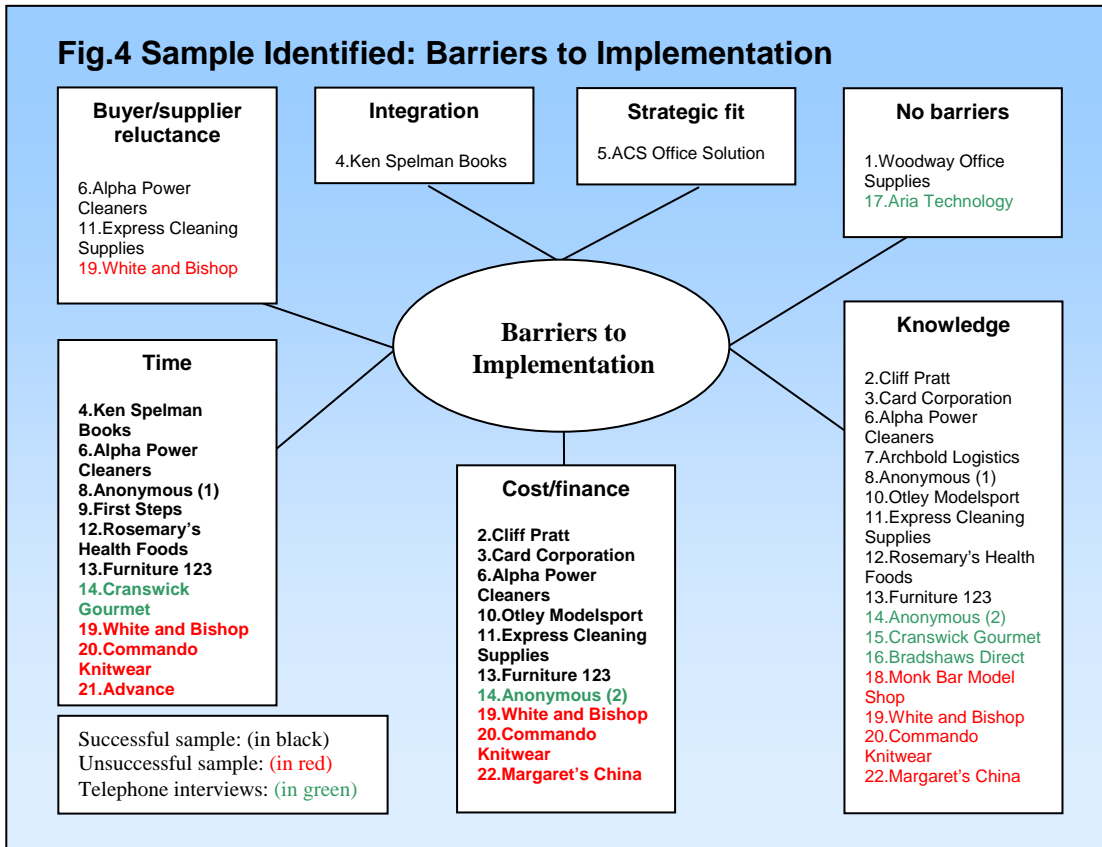 Fig.4 Sample Identified: Barriers to Implementation
Buyer/supplier
reluctance
6.Alpha Power
Cleaners
11.Express Cleaning
Supplies
19.White and Bishop
Integration
4.Ken Spelman Books
Strategic fit
5.ACS Office Solution
No barriers
1.Woodway Office
Supplies
17.Aria Technology
Barriers to
Implementation
Time
4.Ken Spelman
Books
6.Alpha Power
Cleaners
8.Anonymous (1)
9.First Steps
12.Rosemary's
Health Foods
13.Furniture 123
14.Cranswick
Gourmet
19.White and Bishop
20.Commando
Knitwear
21.Advance
Cost/finance
2.Cliff Pratt
3.Card Corporation
6.Alpha Power
Cleaners
10.Otley Modelsport
11.Express Cleaning
Supplies
13.Furniture 123
14.Anonymous (2)
19.White and Bishop
20.Commando
Knitwear
22.Margaret's China
Knowledge
2.Cliff Pratt
3.Card Corporation
6.Alpha Power
Cleaners
7.Archbold Logistics
8.Anonymous (1)
10.Otley Modelsport
11.Express Cleaning
Supplies
12.Rosemary's Health
Foods
13.Furniture 123
14.Anonymous (2)
15.Cranswick Gourmet
16.Bradshaws Direct
18.Monk Bar Model
Shop
19.White and Bishop
20.Commando
Knitwear
22.Margaret's China
Successful sample: (in black)
Unsuccessful sample: (in red)
Telephone interviews: (in green)